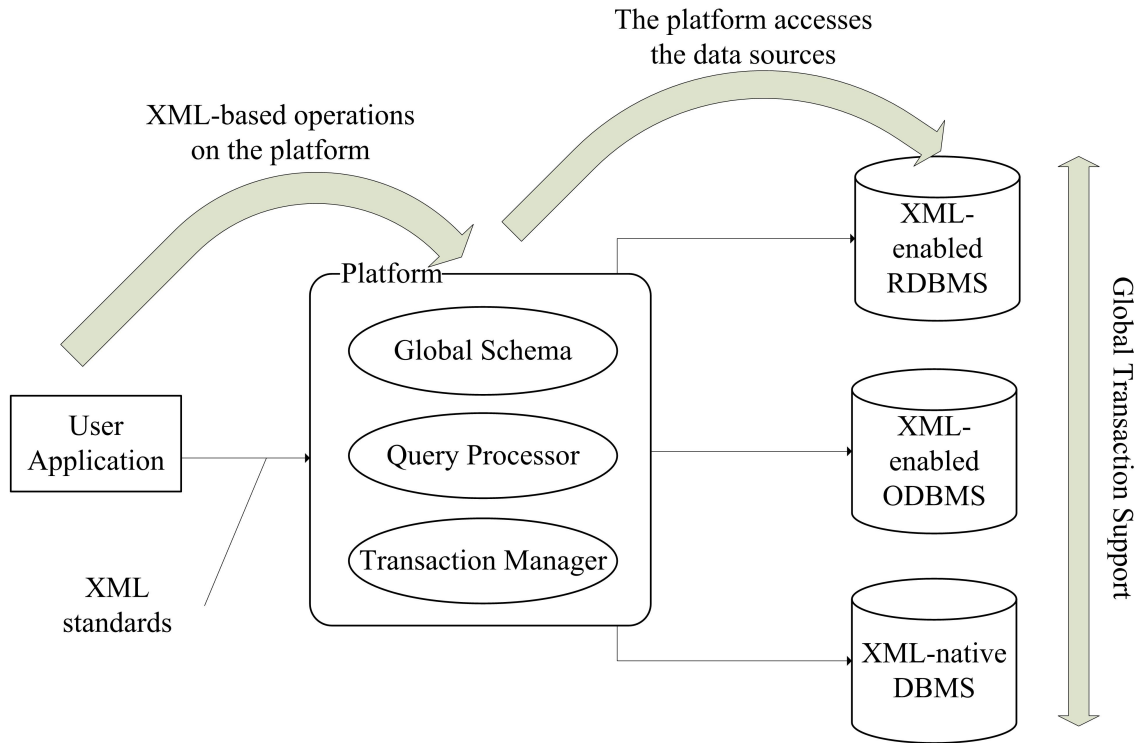 The platform accesses
the data sources
XML-based operations
on the platform
Platform
Global Schema
Query Processor
Transaction Manager
User
Application
XML
standards
XML-
enabled
RDBMS
XML-
enabled
ODBMS
XML-native
DBMS
Global Transaction Support